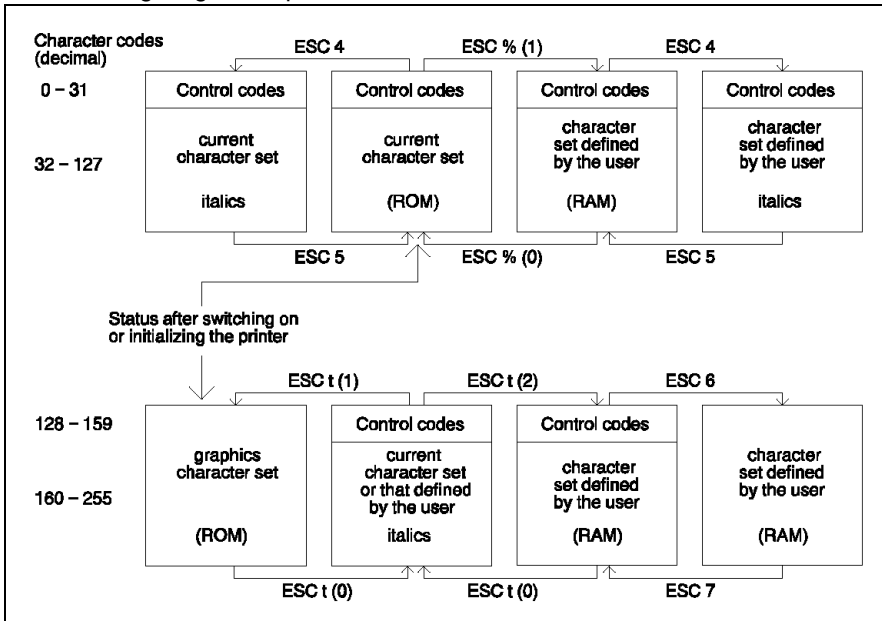 Character codes
(decimal)
ESC 4
ESC % (1)
ESC 4
0 – 31
Control codes
Control codes
Control codes
Control codes
32 – 127
current
character set
italics
current
character set
(ROM)
character
set defined
by the user
(RAM)
character
set defined
by the user
italics
ESC 5
ESC % (0)
ESC 5
Status after switching on
or initializing the printer
ESC t (1)
ESC t (2)
ESC 6
128 – 159
Control codes
Control codes
160 – 255
graphics
character set
(ROM)
current
character set
or that defined
by the user
italics
character
set defined
by the user
(RAM)
character
set defined
by the user
(RAM)
ESC t (0)
ESC t (0)
ESC 7